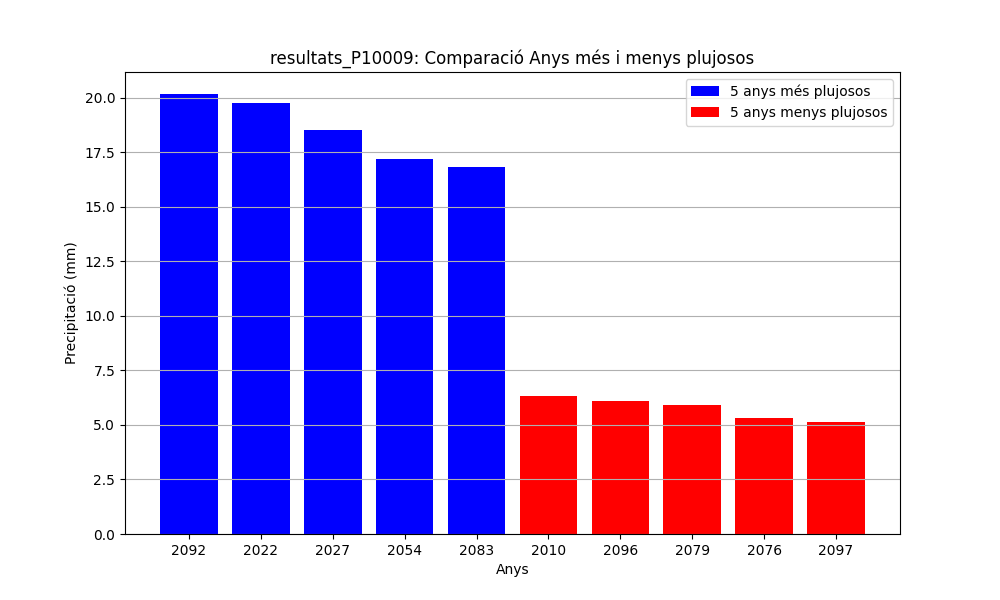 resultats_P10009: Comparació Anys més i menys plujosos
5 anys més plujosos
5 anys menys plujosos
Precipitació (mm)
20.0
17.5
15.0
12.5
10.0
7.5
5.0
2.5
0.0
2092 2022 2027 2054 2083 2010 2096 2079 2076 2097
Anys